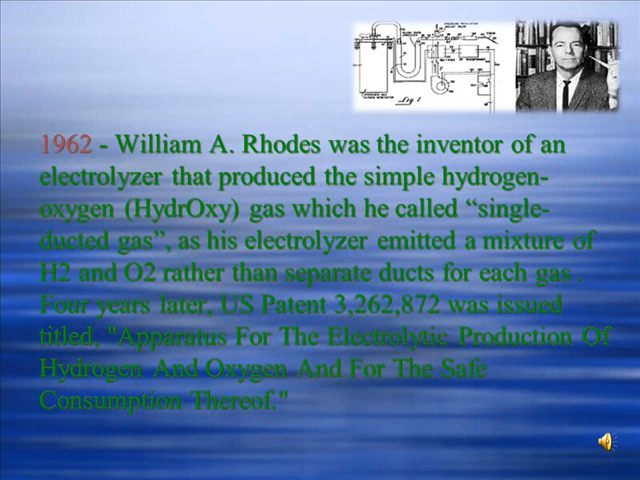 1962 - William A. Rhodes was the inventor of an
electrolyzer that produced the simple hydrogen-
oxygen (HydrOxy) gas which he called “single-
ducted gas”, as his electrolyzer emitted a mixture of
H2 and O2 rather than separate ducts for each gas .
Four years later, US Patent 3,262,872 was issued
titled, "Apparatus For The Electrolytic Production Of
Hydrogen And Oxygen And For The Safe
Consumption Thereof."
Fig 1